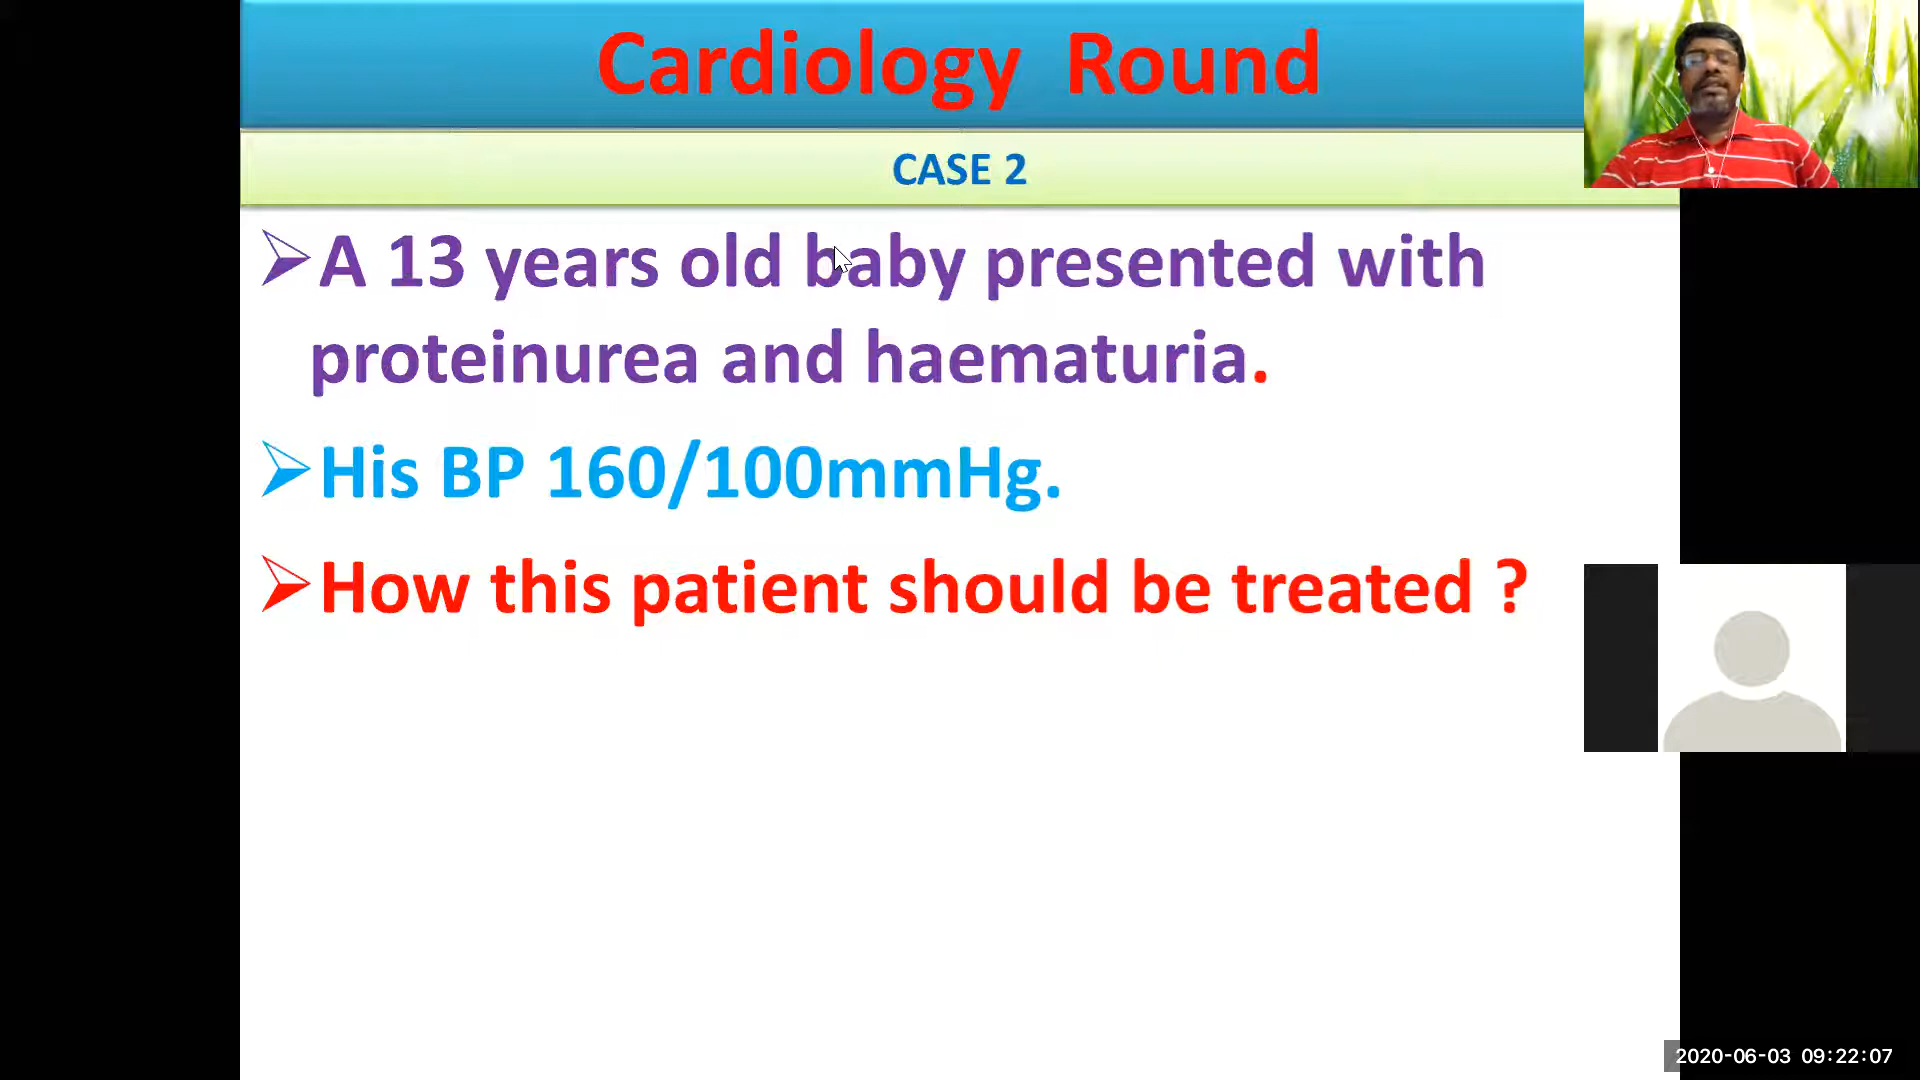 Cardiology Round
CASE 2
A 13 years old baby presented with
proteinurea and haematuria.
His BP 160/100mmHg.
How this patient should be treated ?
2020-06-03 09:22:07